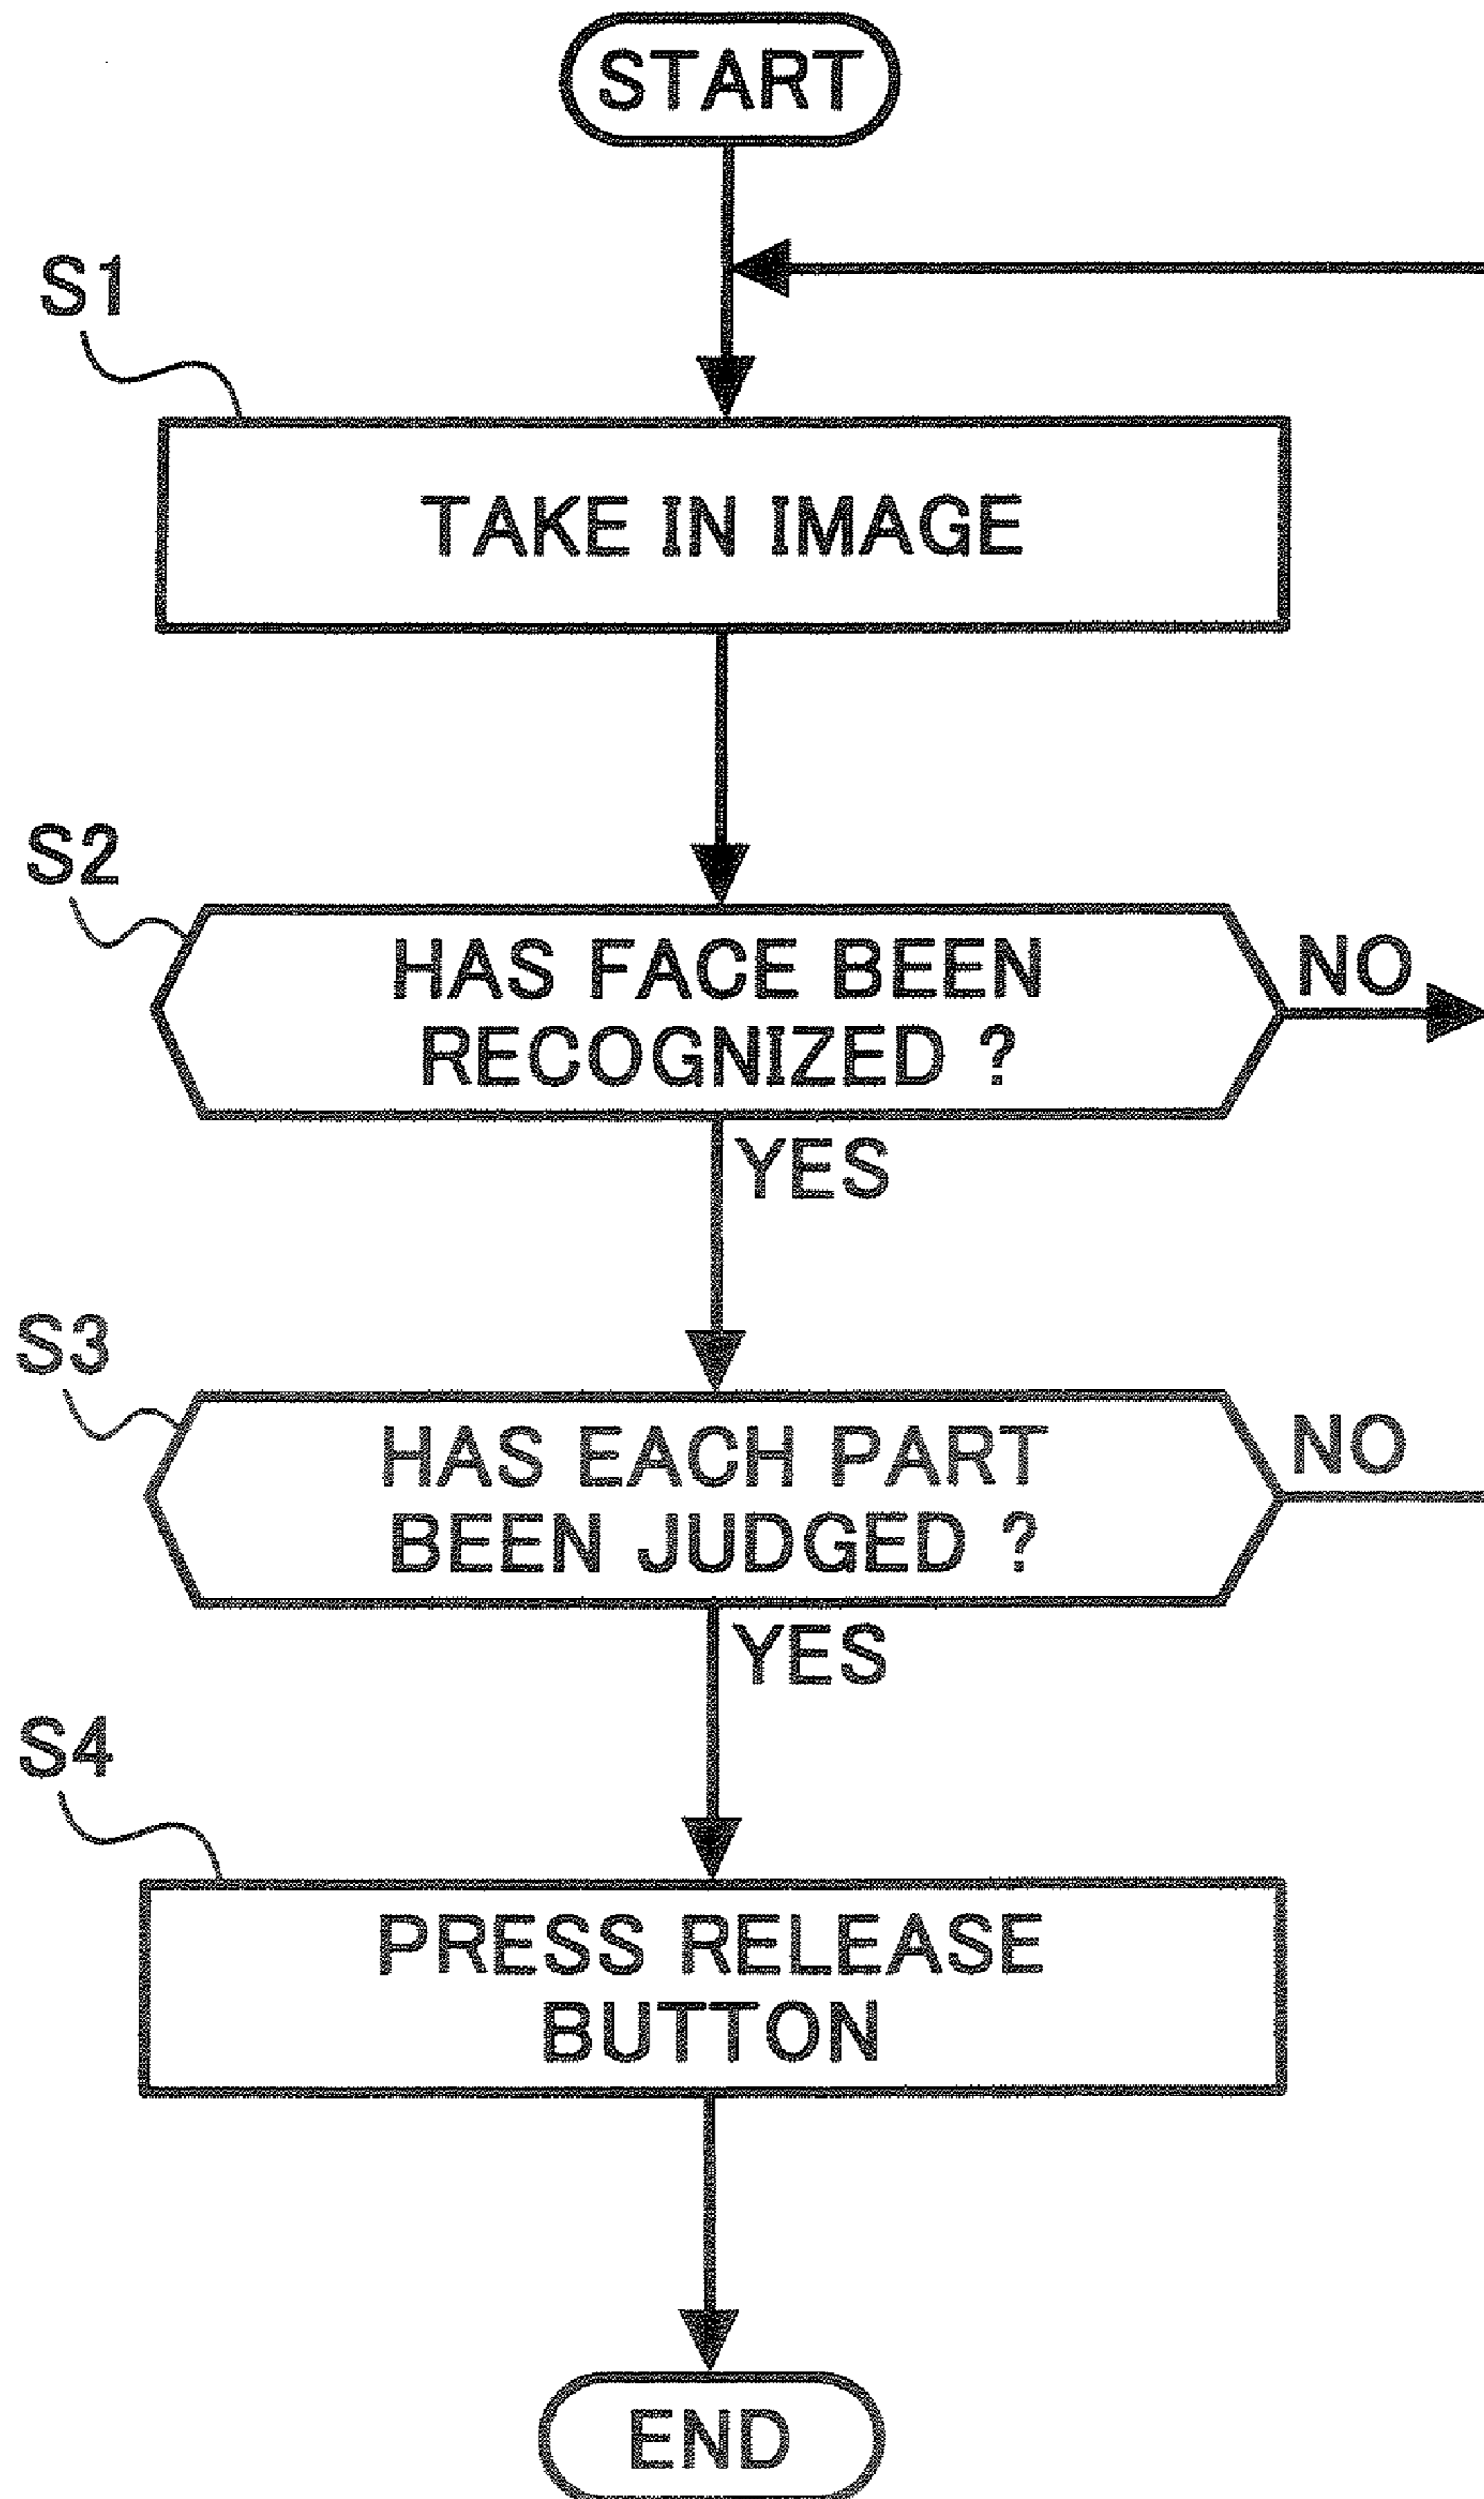 START
S1
TAKE IN IMAGE
S2
HAS FACE BEEN
RECOGNIZED ?
NO
YES
S3
HAS EACH PART
BEEN JUDGED ?
NO
YES
S4
PRESS RELEASE
BUTTON
END